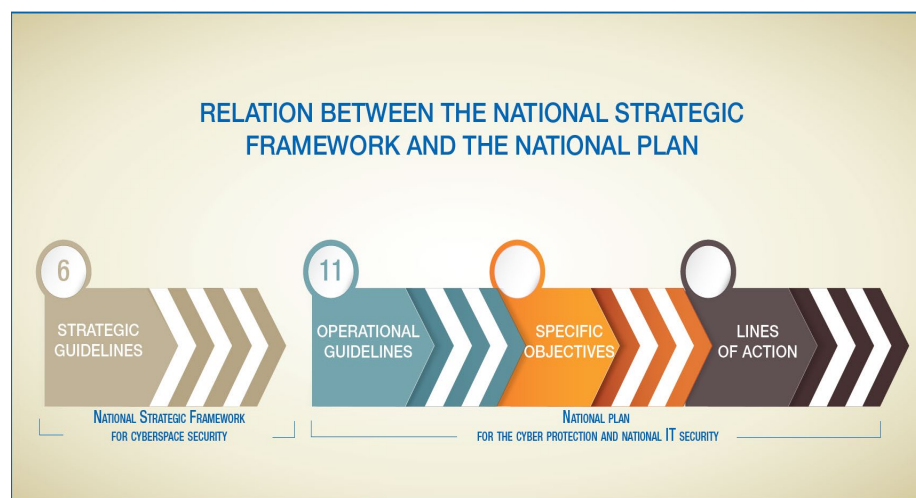 RELATION BETWEEN THE NATIONAL STRATEGIC
FRAMEWORK AND THE NATIONAL PLAN
6
STRATEGIC
GUIDELINES
11
OPERATIONAL
GUIDELINES
SPECIFIC
OBJECTIVES
LINES
OF ACTION
NATIONAL STRATEGIC FRAMEWORK
FOR CYBERSPACE SECURITY
NATIONAL PLAN
FOR THE CYBER PROTECTION AND NATIONAL IT SECURITY